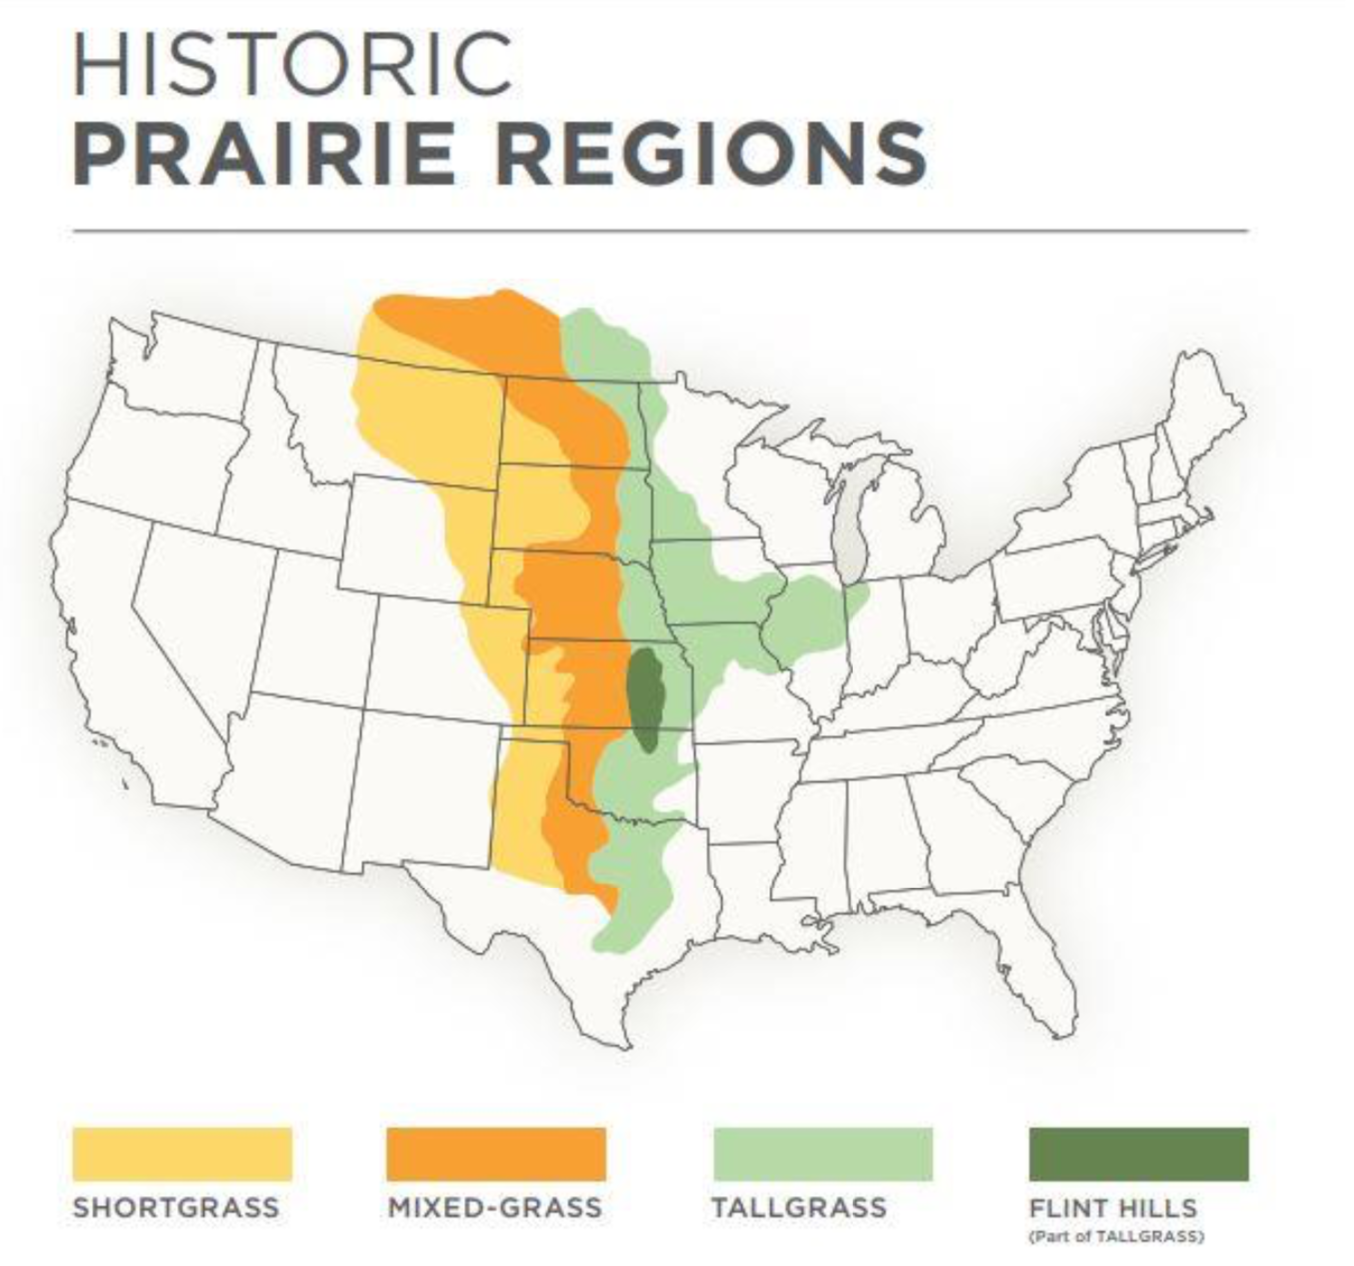 HISTORIC
PRAIRIE REGIONS
SHORTGRASS
MIXED-GRASS
TALLGRASS
FLINT HILLS
(Part of TALLGRASS)